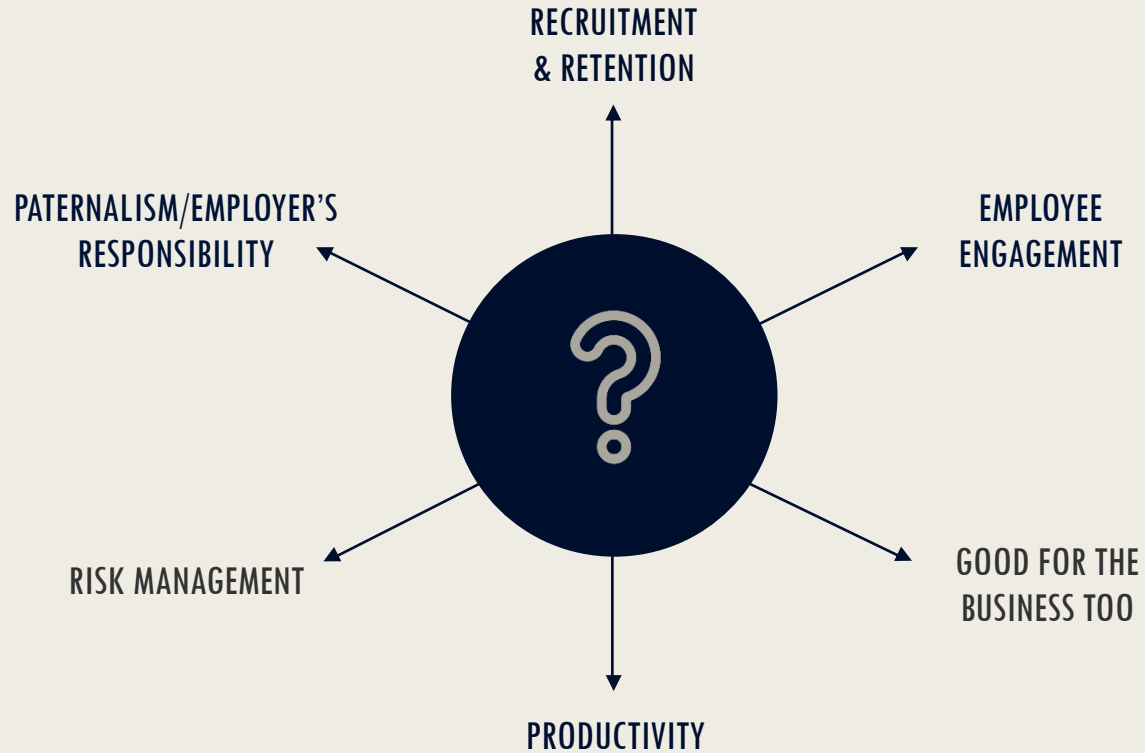 RECRUITMENT
& RETENTION
PATERNALISM/EMPLOYER'S
RESPONSIBILITY
EMPLOYEE
ENGAGEMENT
?
RISK MANAGEMENT
GOOD FOR THE
BUSINESS TOO
PRODUCTIVITY